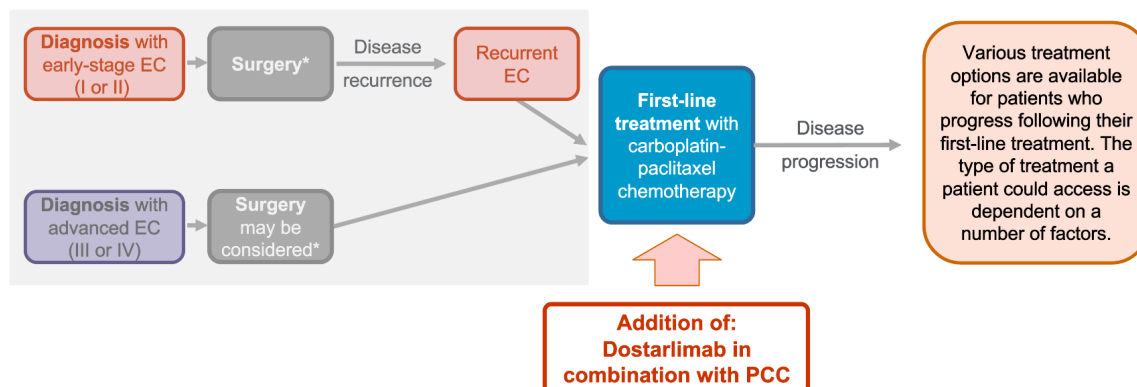 Diagnosis with
early-stage EC
(I or II)
Surgery*
Disease
recurrence
Recurrent
EC
Diagnosis with
advanced EC
(III or IV)
Surgery
may be
considered*
First-line
treatment with
carboplatin-
paclitaxel
chemotherapy
Disease
progression
Various treatment
options are available
for patients who
progress following their
first-line treatment. The
type of treatment a
patient could access is
dependent on a
number of factors.
Addition of:
Dostarlimab in
combination with PCC